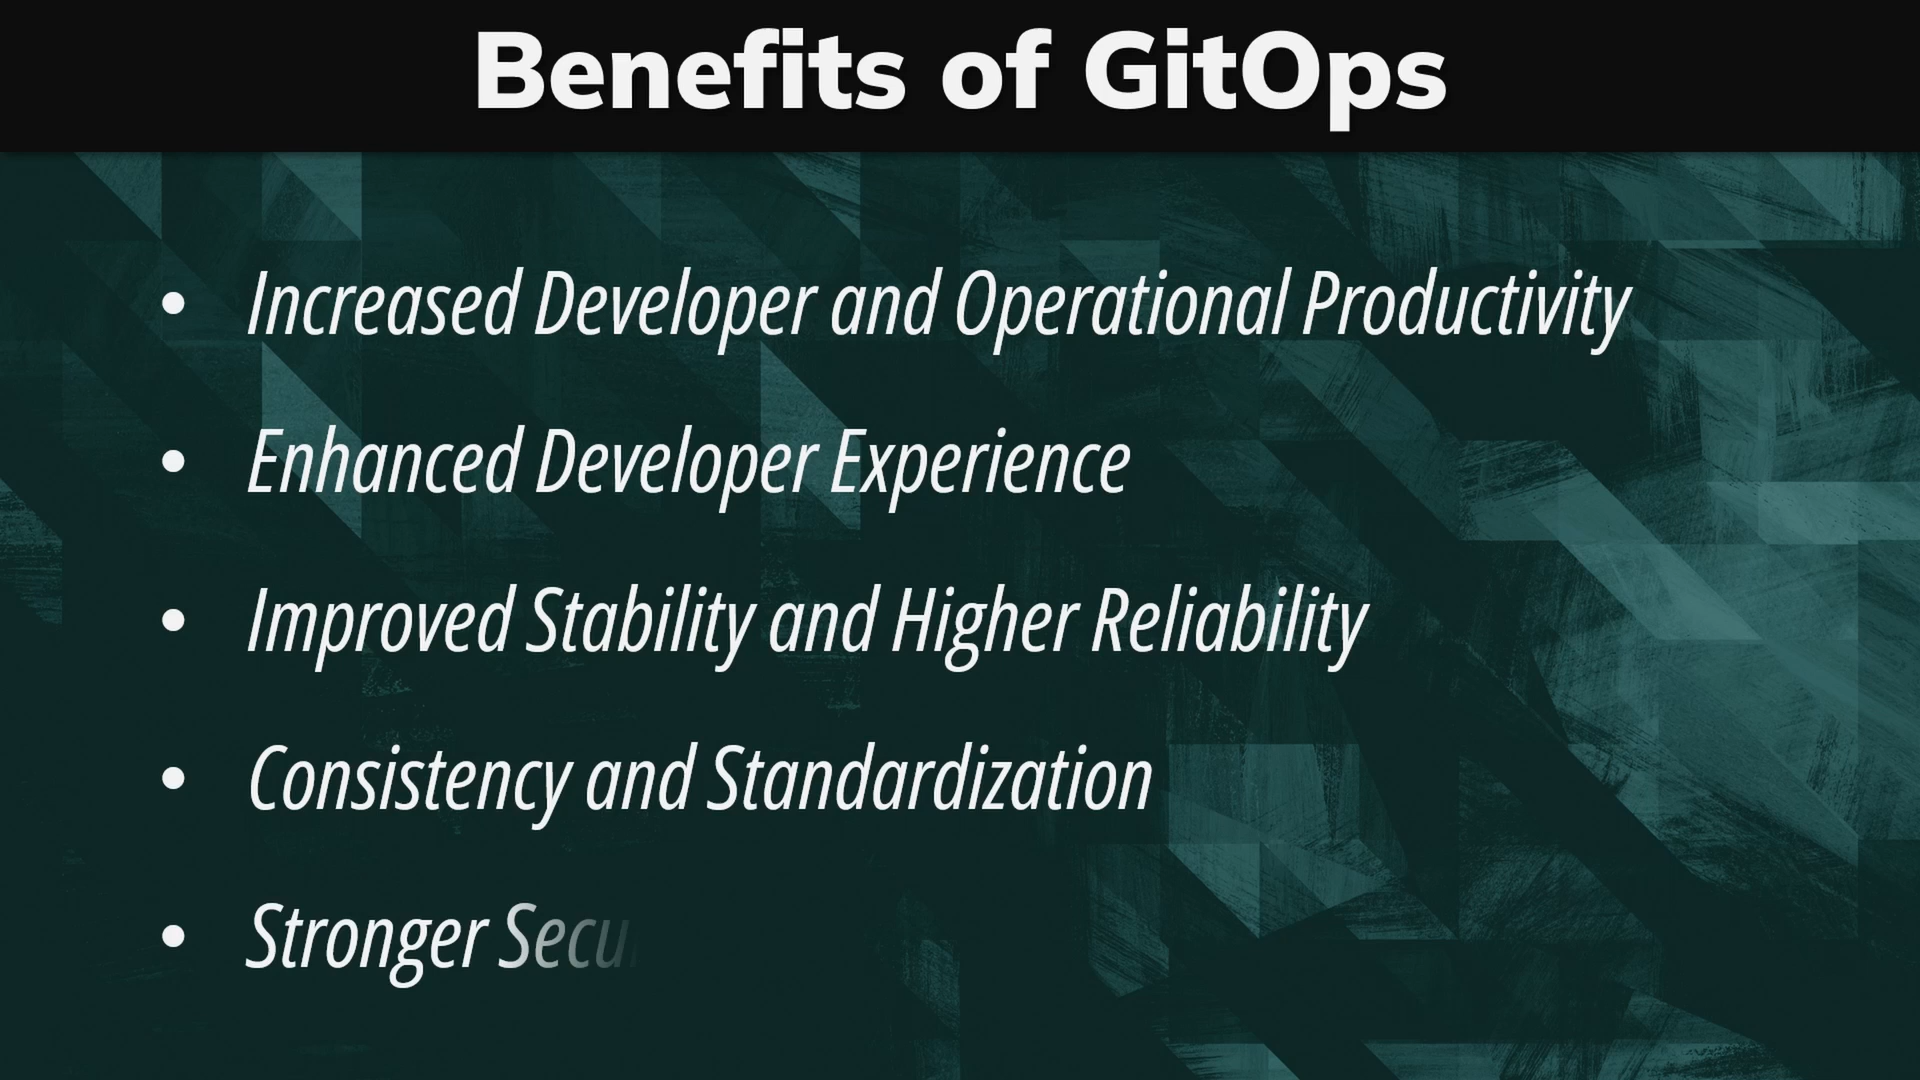 Benefits of GitOps
• Increased Developer and Operational Productivity
• Enhanced Developer Experience
• Improved Stability and Higher Reliability
• Consistency and Standardization
• Stronger Secu